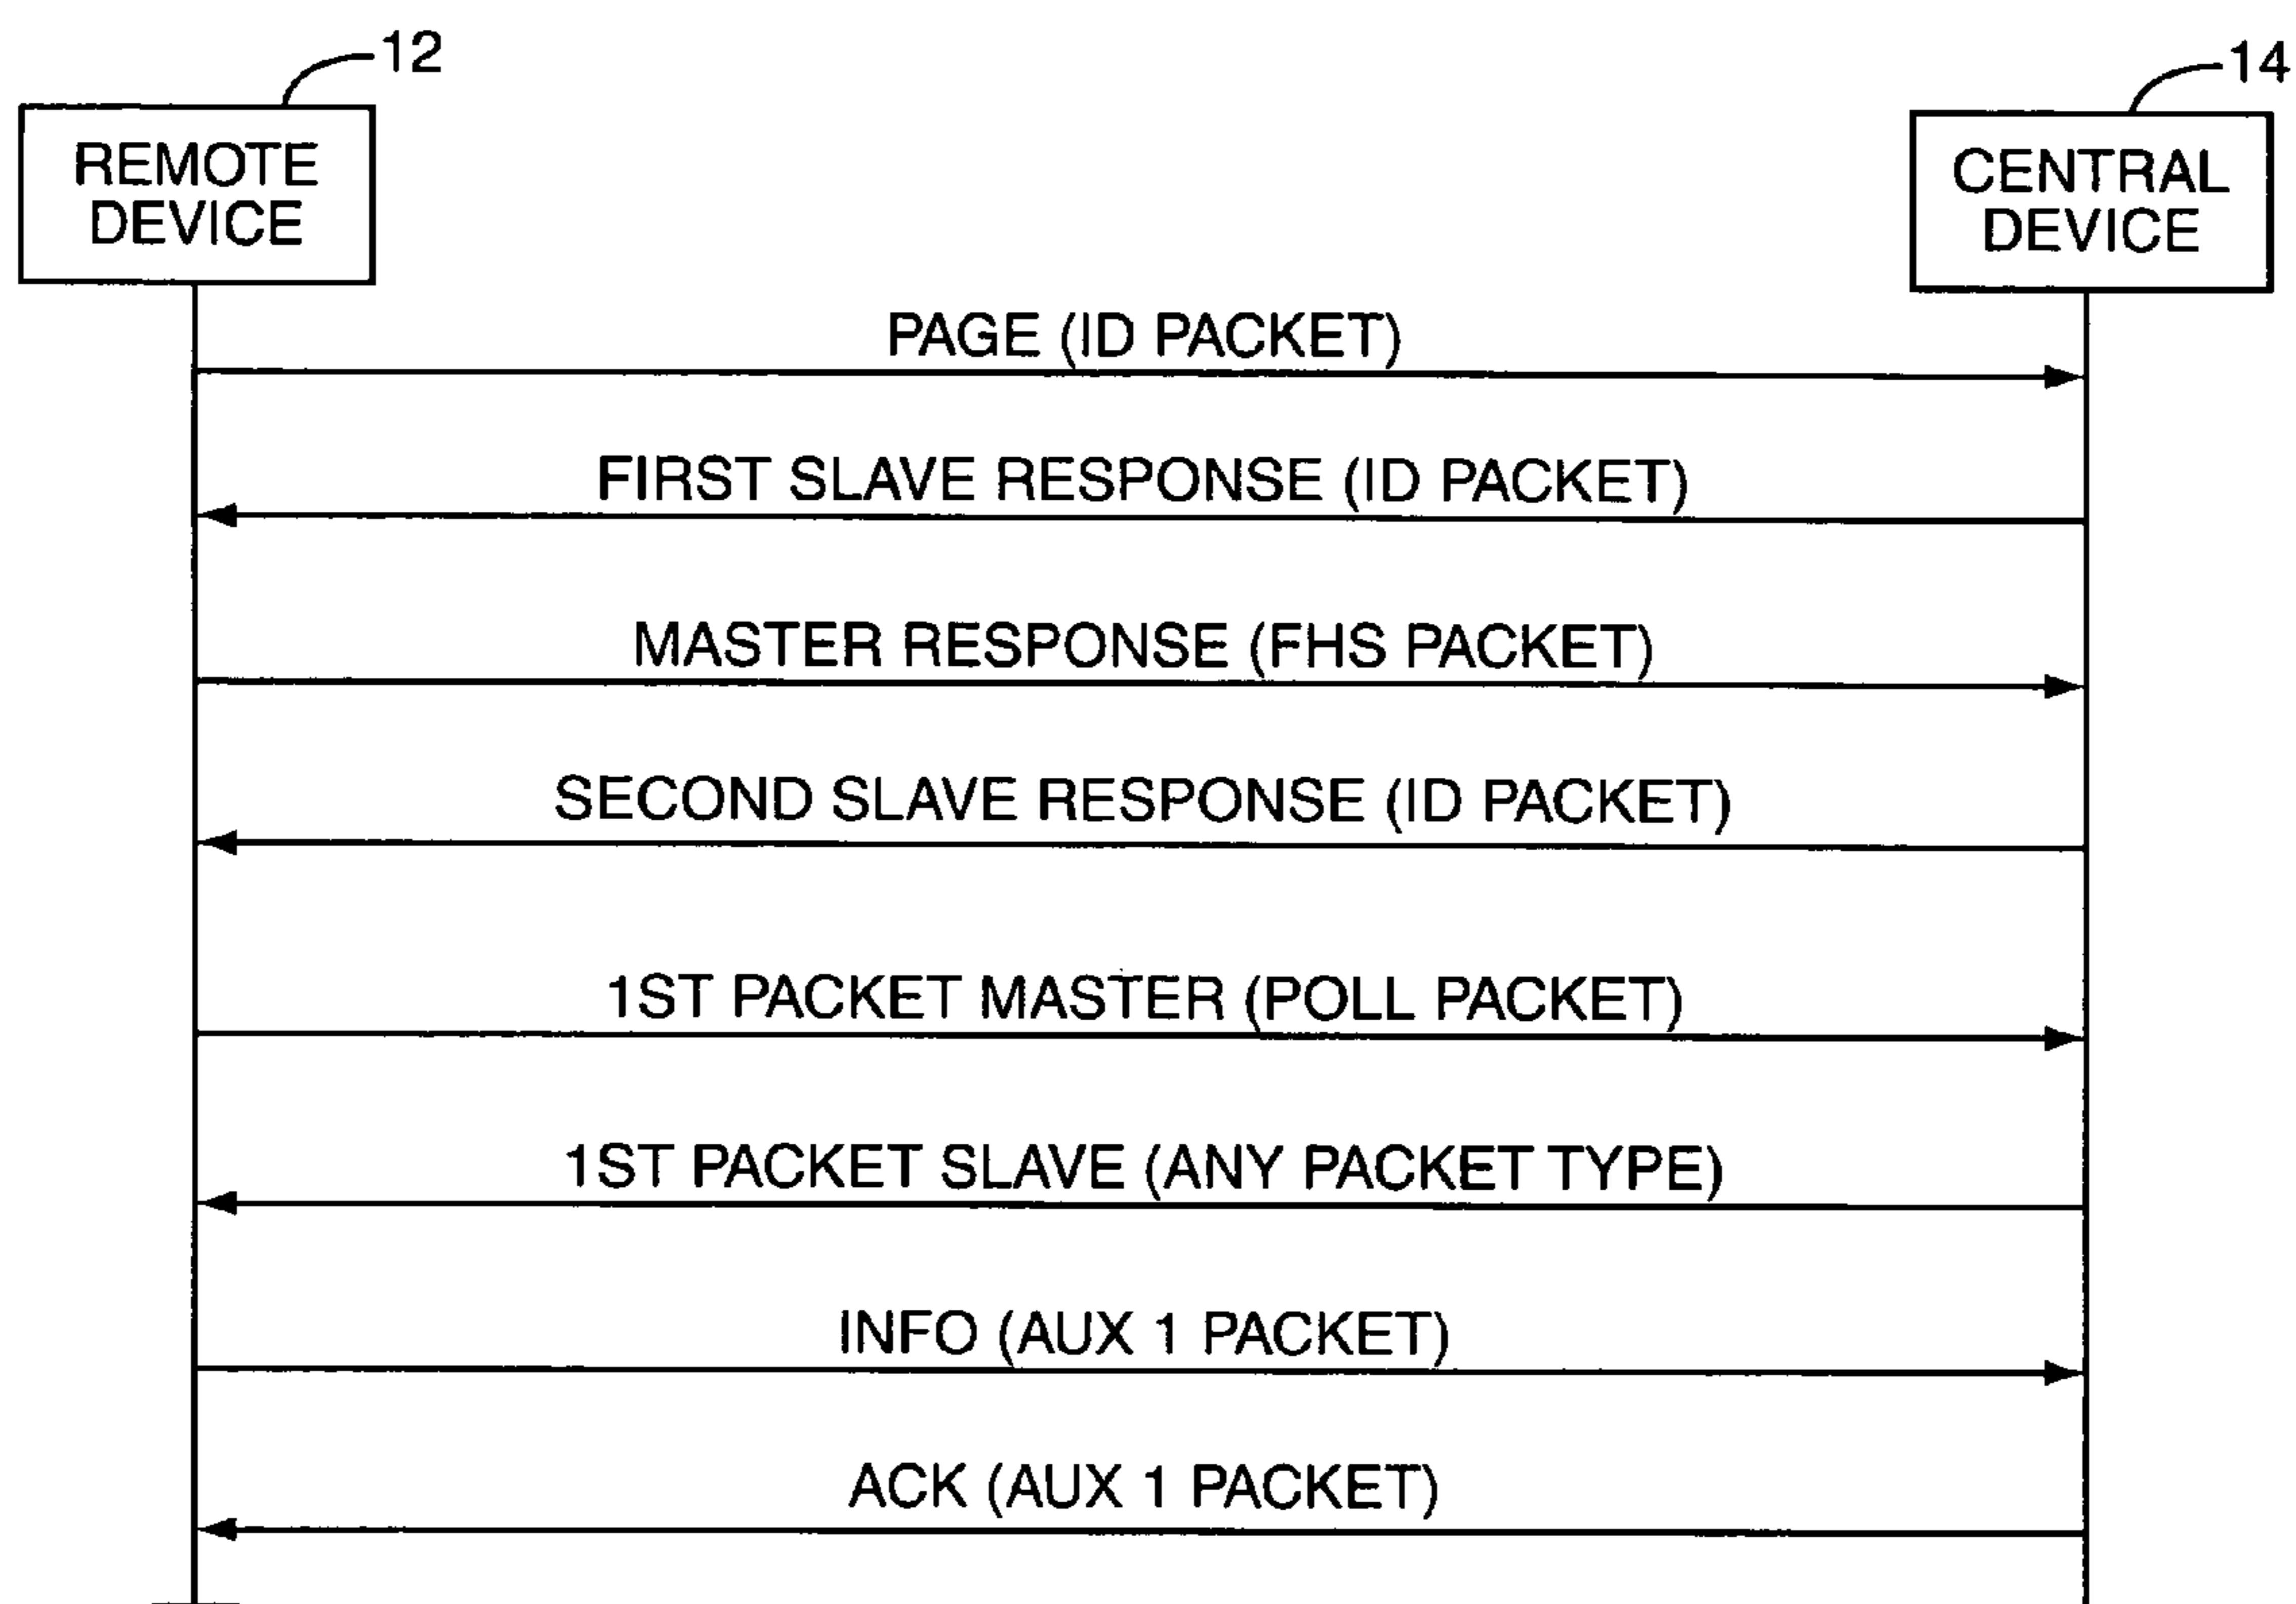 12
14
REMOTE
DEVICE
CENTRAL
DEVICE
PAGE (ID PACKET)
FIRST SLAVE RESPONSE (ID PACKET)
MASTER RESPONSE (FHS PACKET)
SECOND SLAVE RESPONSE (ID PACKET)
1ST PACKET MASTER (POLL PACKET)
1ST PACKET SLAVE (ANY PACKET TYPE)
INFO (AUX 1 PACKET)
ACK (AUX 1 PACKET)